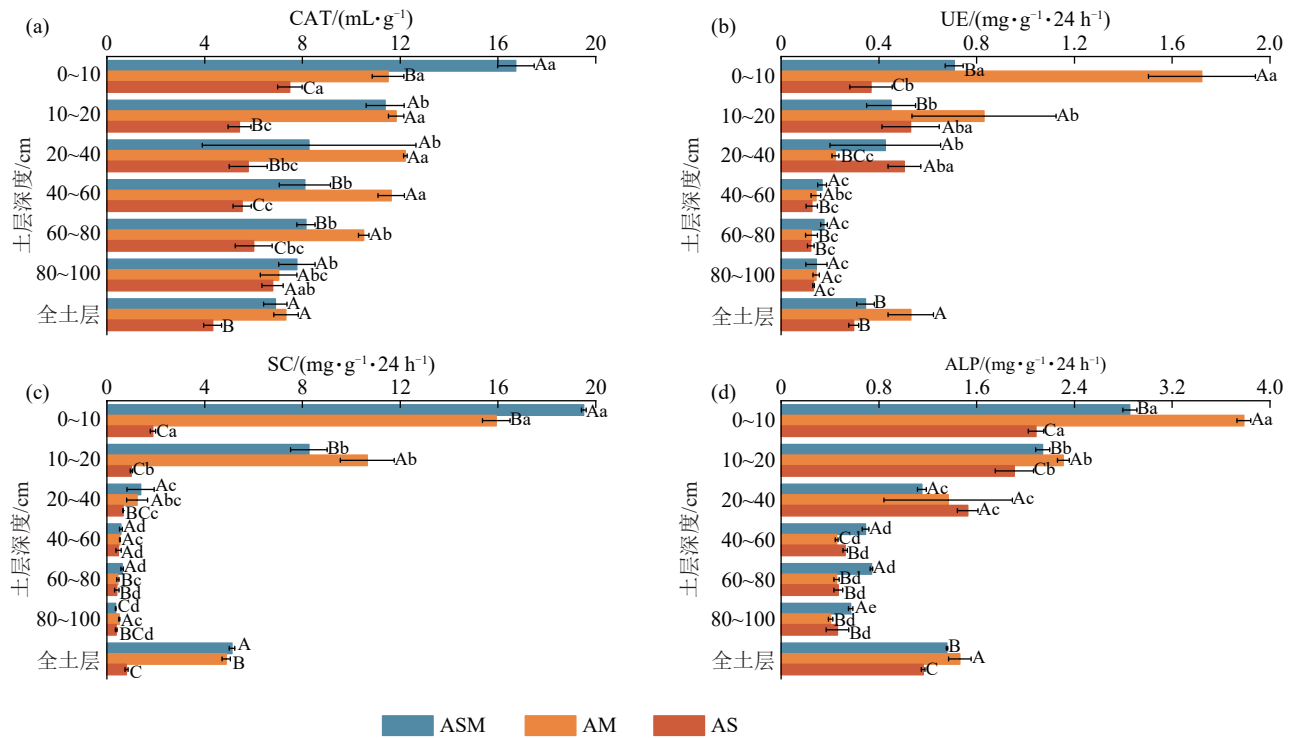 (a)
CAT/(mL·g⁻¹)
0 4 8 12 16 20
土层深度/cm
0~10 Aa Ba Ca
10~20 Ab Aa Bc
20~40 Ab Aa Bbc
40~60 Bb Aa Cc
60~80 Bb Ab Cbc
80~100 Ab Abc Aab
全土层 A A B
(b)
UE/(mg·g⁻¹·24 h⁻¹)
0 0.4 0.8 1.2 1.6 2.0
土层深度/cm
0~10 Ba Aa Cb
10~20 Bb Ab Aba
20~40 Ab BCc Aba
40~60 Ac Abc Bc
60~80 Ac Bc Bc
80~100 Ac Ac Ac
全土层 B A B
(c)
SC/(mg·g⁻¹·24 h⁻¹)
0 4 8 12 16 20
土层深度/cm
0~10 Aa Ba Ca
10~20 Bb Ab Cb
20~40 Ac Abc BCc
40~60 Ad Ac Ad
60~80 Ad Bc Bd
80~100 Cd Ac BCd
全土层 A B C
(d)
ALP/(mg·g⁻¹·24 h⁻¹)
0 0.8 1.6 2.4 3.2 4.0
土层深度/cm
0~10 Ba Aa Ca
10~20 Bb Ab Cb
20~40 Ac Ac
40~60 Ad Cd Bd
60~80 Ad Bd Bd
80~100 Ae Bd Bd
全土层 B A C
ASM AM AS